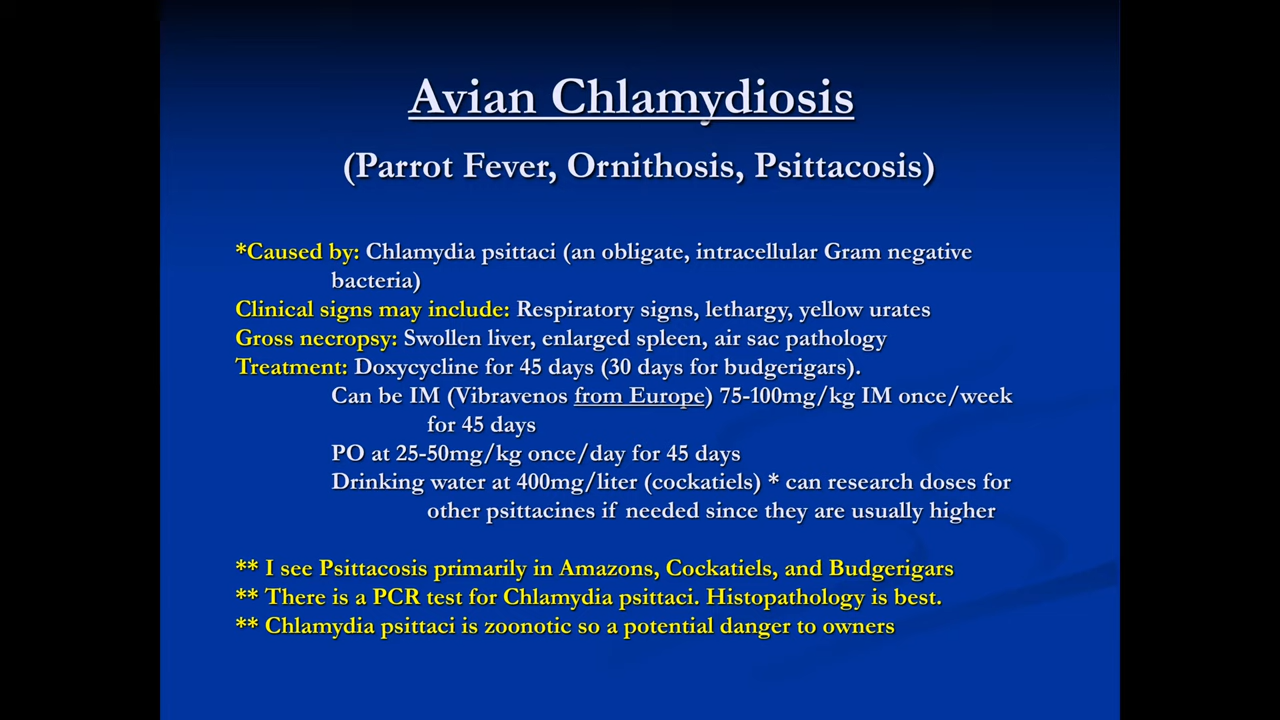 Avian Chlamydiosis
(Parrot Fever, Ornithosis, Psittacosis)
*Caused by: Chlamydia psittaci (an obligate, intracellular Gram negative
bacteria)
Clinical signs may include: Respiratory signs, lethargy, yellow urates
Gross necropsy: Swollen liver, enlarged spleen, air sac pathology
Treatment: Doxycycline for 45 days (30 days for budgerigars).
Can be IM (Vibravenos from Europe) 75-100mg/kg IM once/week
for 45 days
PO at 25-50mg/kg once/day for 45 days
Drinking water at 400mg/liter (cockatiels) * can research doses for
other psittacines if needed since they are usually higher
** I see Psittacosis primarily in Amazons, Cockatiels, and Budgerigars
** There is a PCR test for Chlamydia psittaci. Histopathology is best.
** Chlamydia psittaci is zoonotic so a potential danger to owners